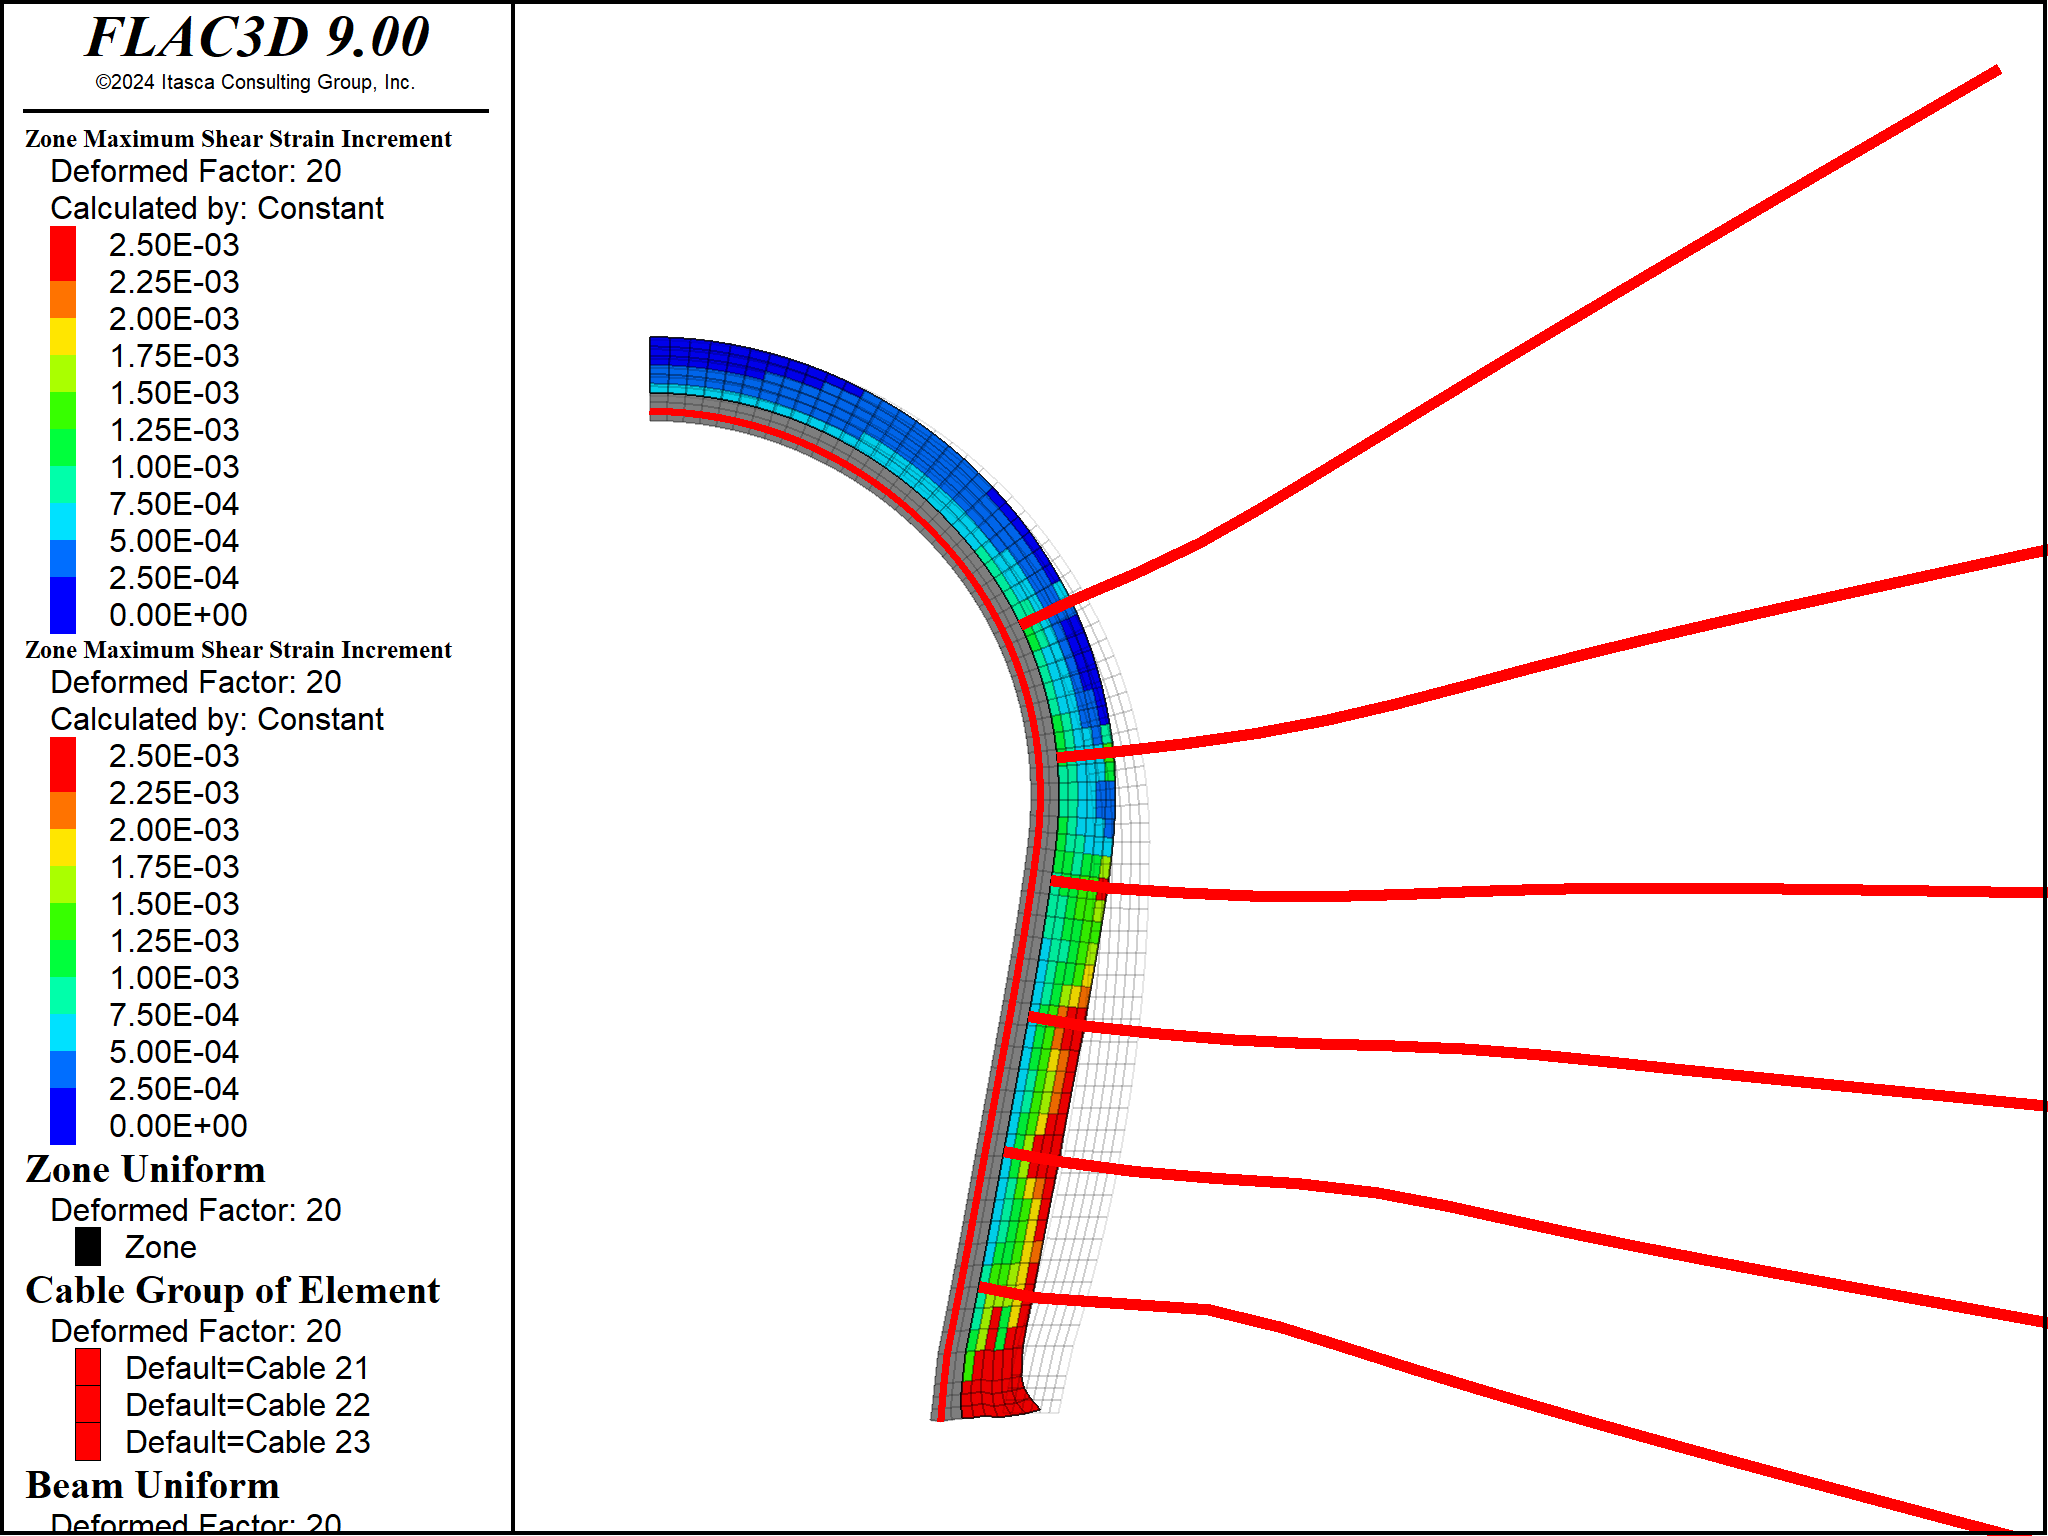 FLAC3D 9.00
©2024 Itasca Consulting Group, Inc.
Zone Maximum Shear Strain Increment
Deformed Factor: 20
Calculated by: Constant
2.50E-03
2.25E-03
2.00E-03
1.75E-03
1.50E-03
1.25E-03
1.00E-03
7.50E-04
5.00E-04
2.50E-04
0.00E+00
Zone Maximum Shear Strain Increment
Deformed Factor: 20
Calculated by: Constant
2.50E-03
2.25E-03
2.00E-03
1.75E-03
1.50E-03
1.25E-03
1.00E-03
7.50E-04
5.00E-04
2.50E-04
0.00E+00
Zone Uniform
Deformed Factor: 20
Zone
Cable Group of Element
Deformed Factor: 20
Default=Cable 21
Default=Cable 22
Default=Cable 23
Beam Uniform
Deformed Factor: 20